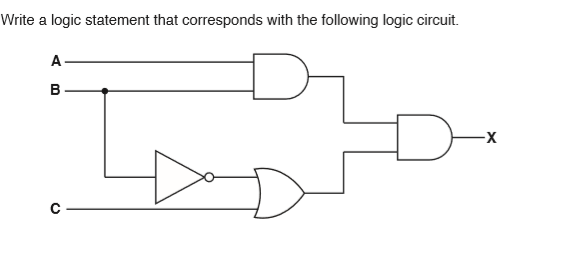 Write a logic statement that corresponds with the following logic circuit.
A
B
X
C